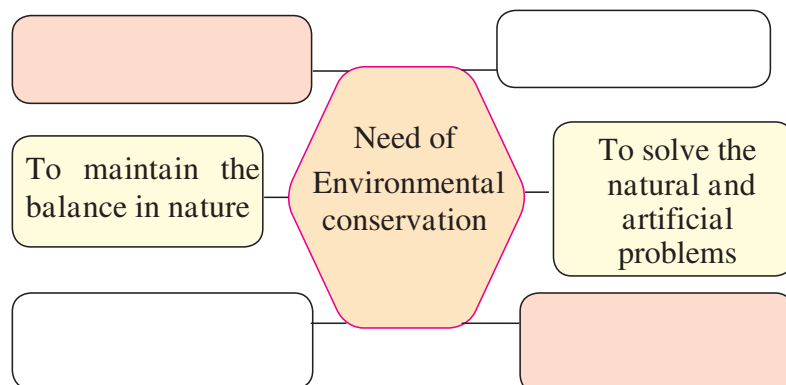 Need of
Environmental
conservation
To maintain the
balance in nature
To solve the
natural and
artificial
problems